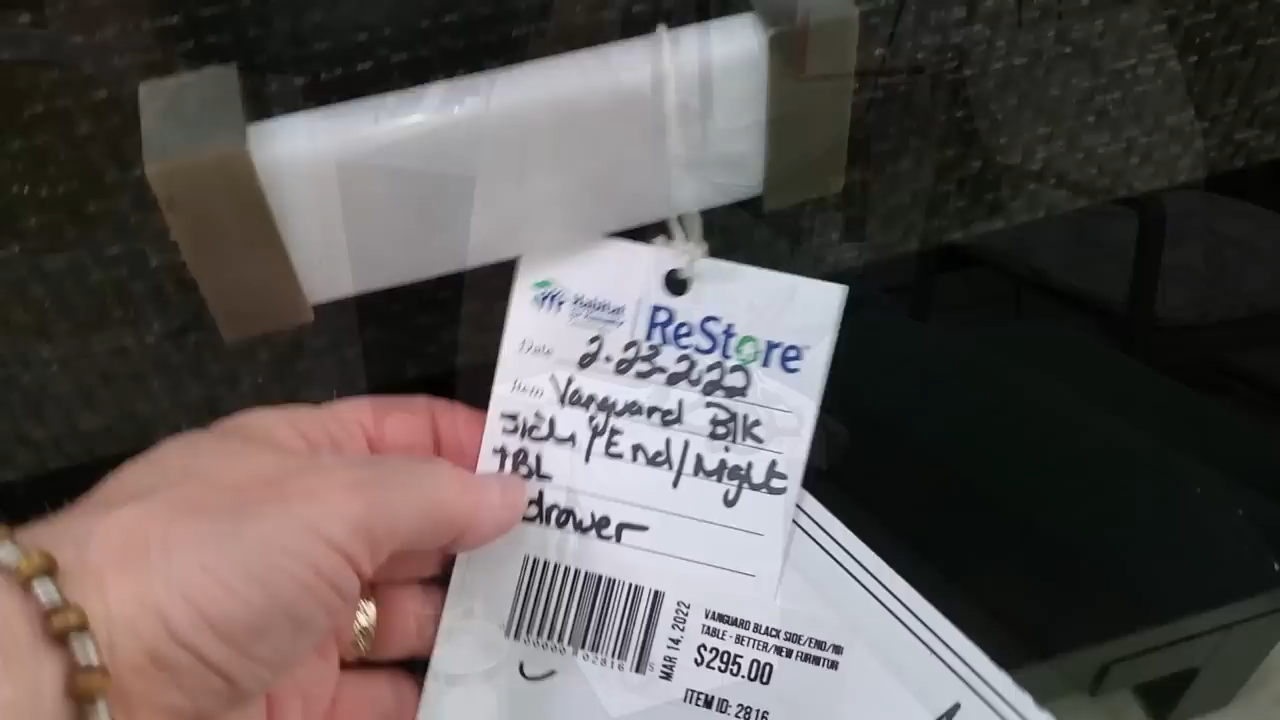 Habitat for Humanity | ReStore
Date 2-23-2022
Item Vanguard Blk
Side/End/Night
TBL
drawer
MAR 14, 2022
VANGUARD BLACK SIDE/END/NI
TABLE - BETTER/NEW FURNITUR
$295.00
ITEM ID: 2816